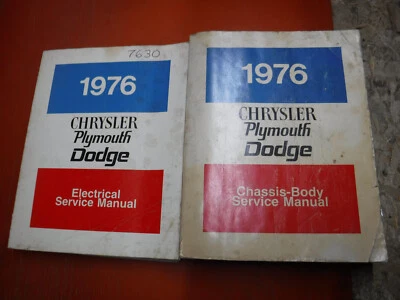 7630
1976
CHRYSLER
Plymouth
Dodge
Electrical
Service Manual
1976
CHRYSLER
Plymouth
Dodge
Chassis-Body
Service Manual